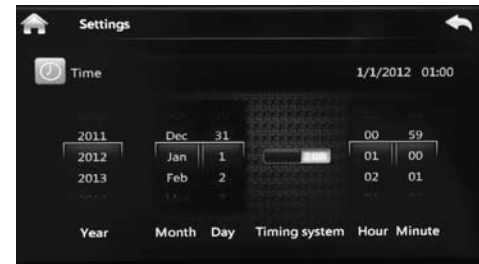 Settings
Time 1/1/2012 01:00
2011 Dec 31 00 59
2012 Jan 1 01 00
2013 Feb 2 02 01
Year Month Day Timing system Hour Minute